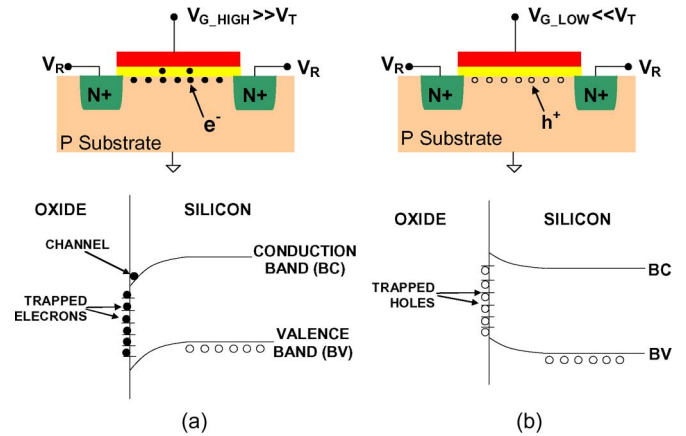 V_G_HIGH>>V_T
V_R
V_R
N+
N+
e-
P Substrate
V_G_LOW<<V_T
V_R
V_R
N+
N+
h+
P Substrate
OXIDE
SILICON
CHANNEL
CONDUCTION
BAND (BC)
TRAPPED
ELECRONS
VALENCE
BAND (BV)
(a)
OXIDE
SILICON
BC
TRAPPED
HOLES
BV
(b)